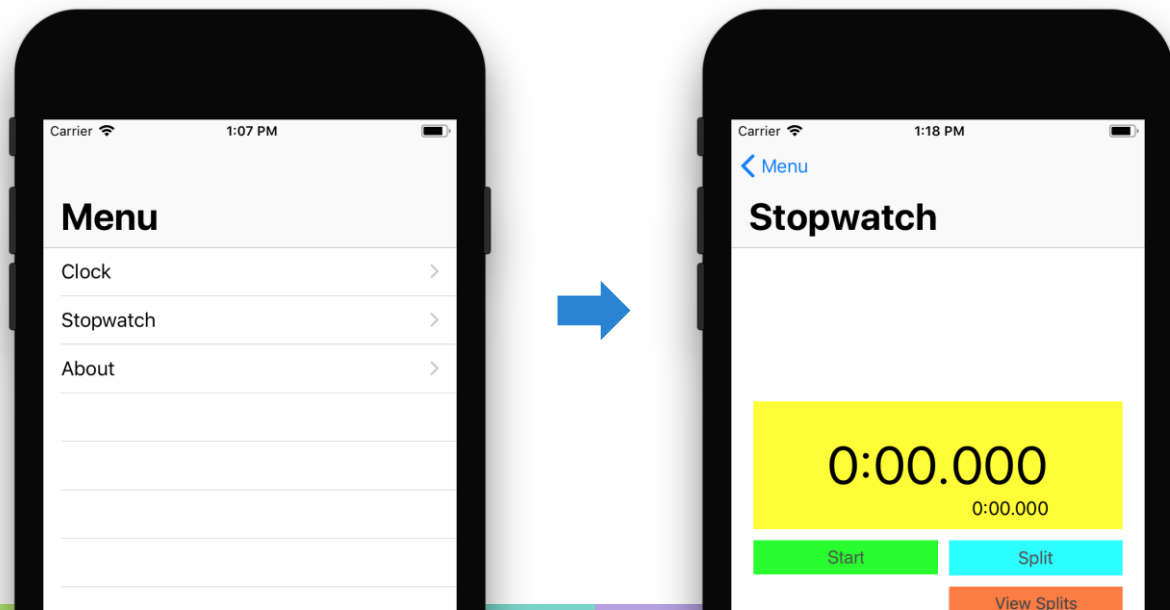 Carrier 1:07 PM
Menu
Clock
Stopwatch
About
Carrier 1:18 PM
Menu
Stopwatch
0:00.000
0:00.000
Start Split
View Splits